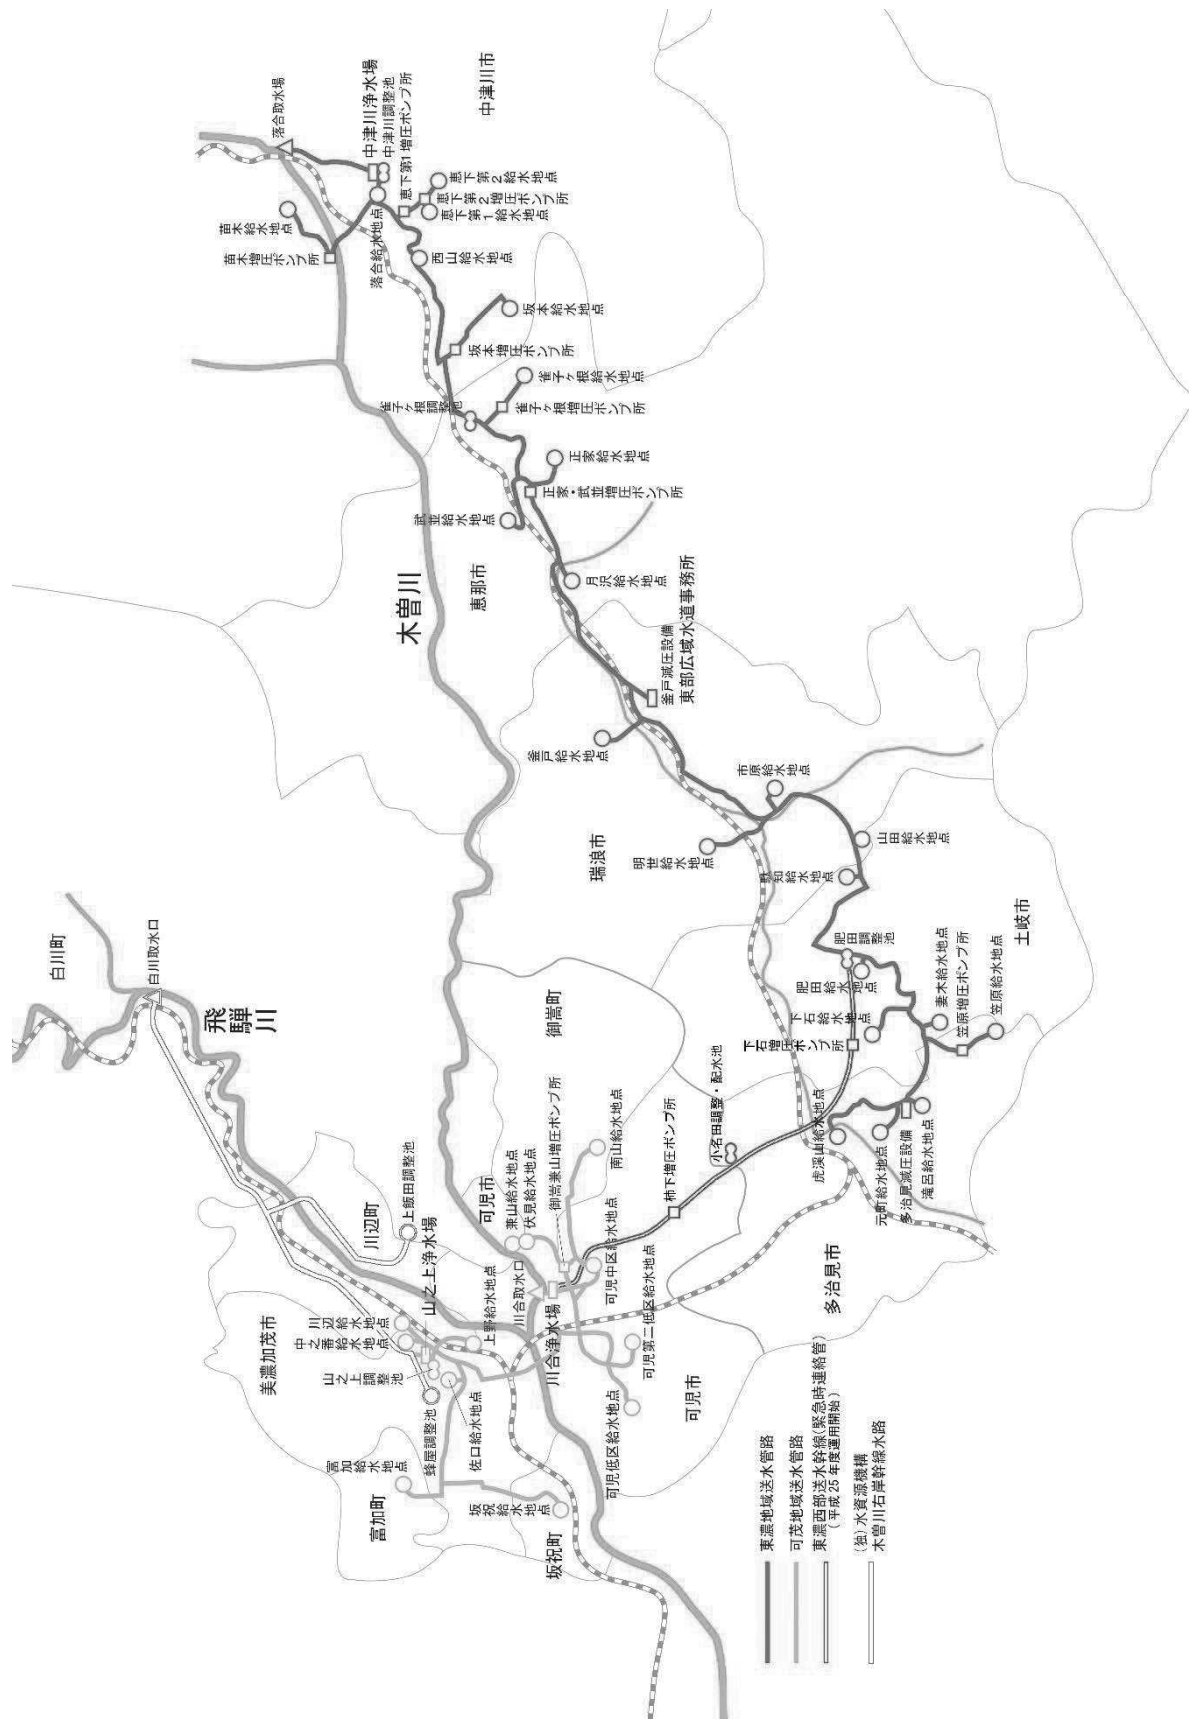 白川町
白川取水口
飛騨川
川辺町
上飯田調整池
美濃加茂市
川辺給水地点
中之番給水地点
山之上浄水場
山之上調整池
上野給水地点
蜂屋調整池
佐口給水地点
富加給水地点
富加町
坂祝給水地点
坂祝町
可児市
兼山給水地点
伏見給水地点
御嵩兼山増圧ポンプ所
南山給水地点
川合取水口
川合浄水場
可児中区給水地点
可児第二低区給水地点
可児低区給水地点
可児市
御嵩町
柿下増圧ポンプ所
小名田調整・配水池
多治見市
木曽川
落合取水場
中津川浄水場
中津川調整池
恵下第1増圧ポンプ所
中津川市
苗木給水地点
苗木増圧ポンプ所
落合給水地点
恵下第2給水地点
恵下第2増圧ポンプ所
恵下第1給水地点
西山給水地点
坂本給水地点
坂本増圧ポンプ所
雀子ヶ根給水地点
雀子ヶ根調整池
雀子ヶ根増圧ポンプ所
正家給水地点
正家・武並増圧ポンプ所
武並給水地点
恵那市
月沢給水地点
釜戸減圧設備
東部広域水道事務所
釜戸給水地点
市原給水地点
瑞浪市
明世給水地点
山田給水地点
駄知給水地点
土岐市
肥田調整池
肥田給水地点
下石給水地点
下石増圧ポンプ所
妻木給水地点
笠原増圧ポンプ所
笠原給水地点
虎渓山給水地点
元町給水地点
多治見減圧設備
滝呂給水地点
東濃地域送水管路
可茂地域送水管路
東濃西部送水幹線(緊急時連絡管)
(平成25年度運用開始)
(独)水資源機構
木曽川右岸幹線水路